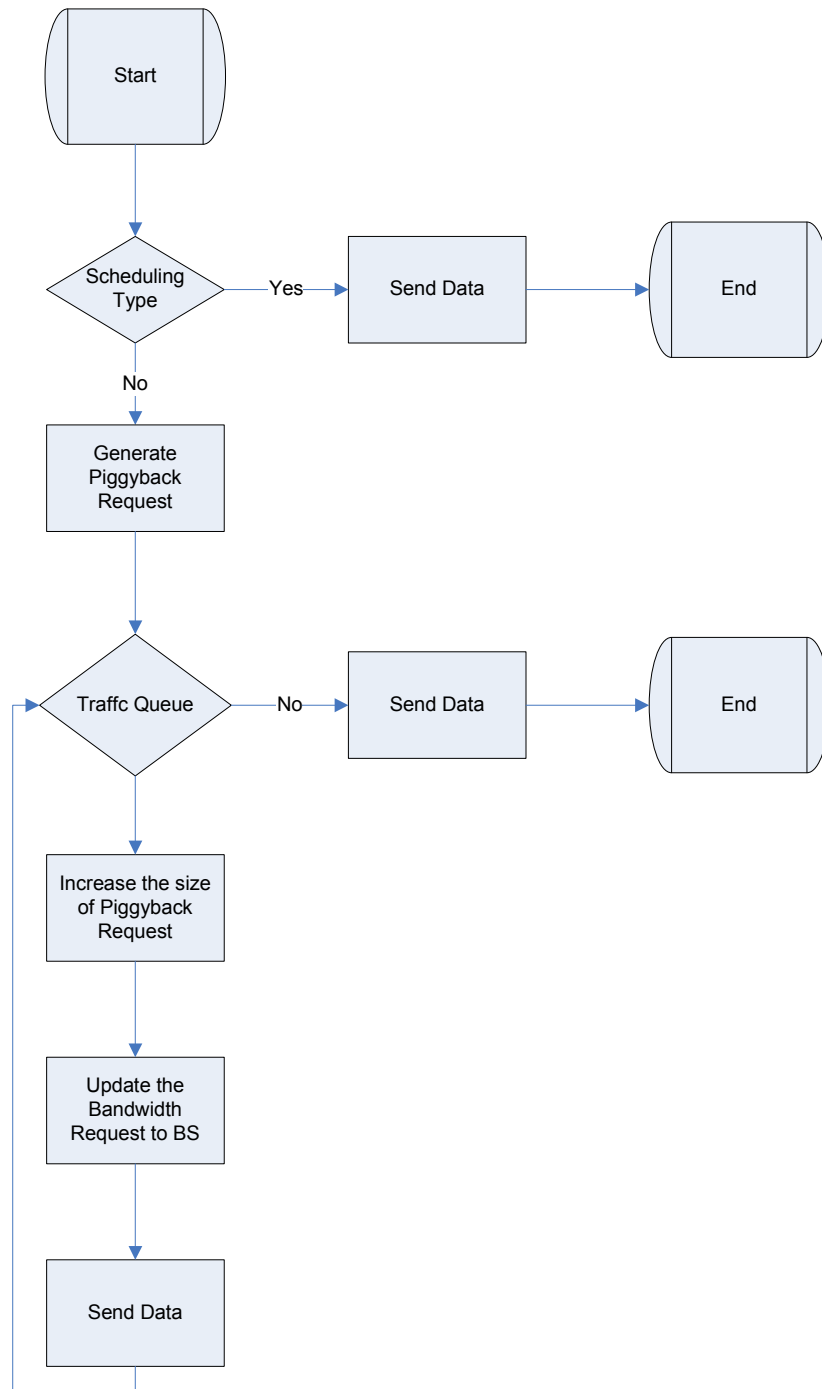 Start
Scheduling
Type
Yes
Send Data
End
No
Generate
Piggyback
Request
Traffc Queue
No
Send Data
End
Increase the size
of Piggyback
Request
Update the
Bandwidth
Request to BS
Send Data